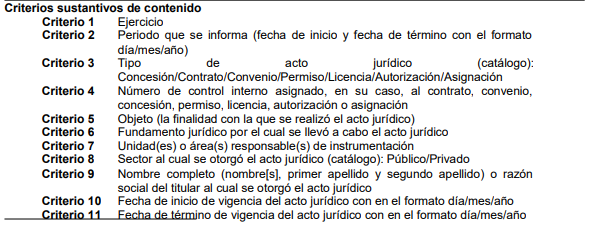 Criterios sustantivos de contenido
Criterio 1 Ejercicio
Criterio 2 Periodo que se informa (fecha de inicio y fecha de término con el formato
día/mes/año)
Criterio 3 Tipo de acto jurídico (catálogo):
Concesión/Contrato/Convenio/Permiso/Licencia/Autorización/Asignación
Criterio 4 Número de control interno asignado, en su caso, al contrato, convenio,
concesión, permiso, licencia, autorización o asignación
Criterio 5 Objeto (la finalidad con la que se realizó el acto jurídico)
Criterio 6 Fundamento jurídico por el cual se llevó a cabo el acto jurídico
Criterio 7 Unidad(es) o área(s) responsable(s) de instrumentación
Criterio 8 Sector al cual se otorgó el acto jurídico (catálogo): Público/Privado
Criterio 9 Nombre completo (nombre[s], primer apellido y segundo apellido) o razón
social del titular al cual se otorgó el acto jurídico
Criterio 10 Fecha de inicio de vigencia del acto jurídico con en el formato día/mes/año
Criterio 11 Fecha de término de vigencia del acto jurídico con en el formato día/mes/año